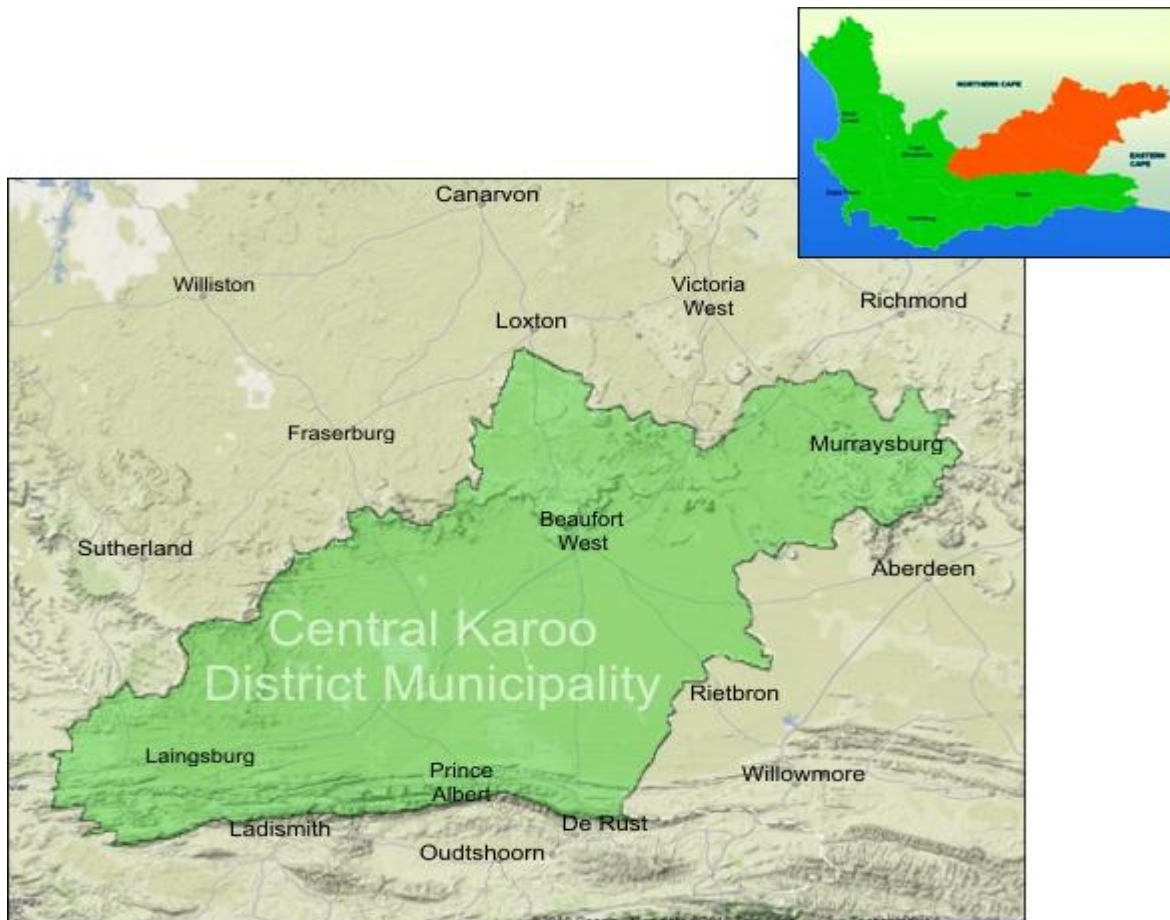 NORTHERN CAPE
EASTERN
CAPE
Canarvon
Williston
Victoria
West
Richmond
Loxton
Fraserburg
Murraysburg
Beaufort
West
Sutherland
Aberdeen
Central Karoo
District Municipality
Rietbron
Laingsburg
Prince
Albert
Willowmore
Ladismith
De Rust
Oudtshoorn